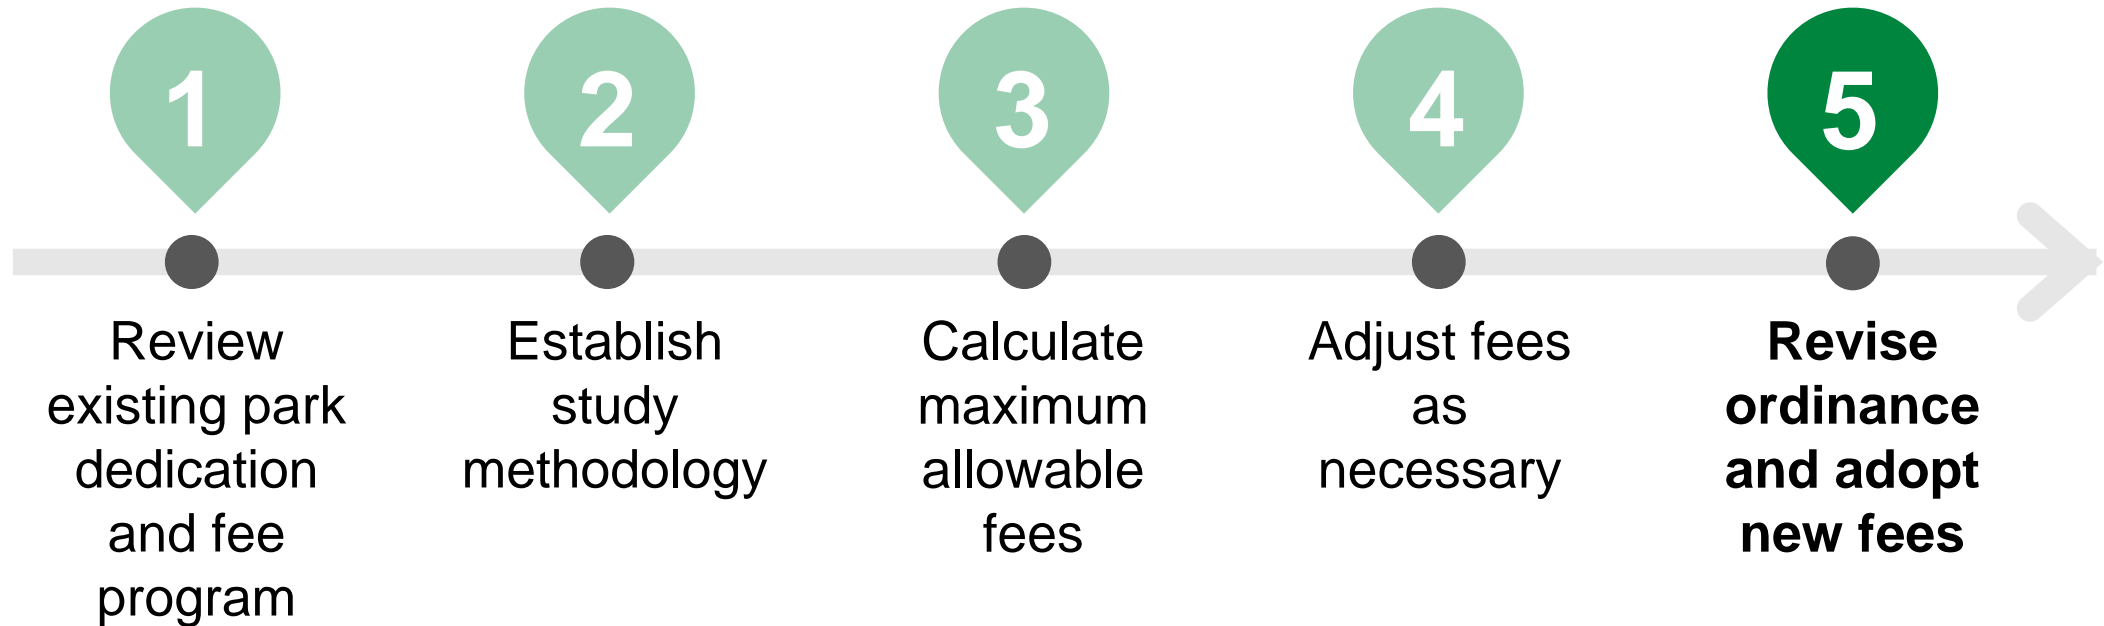 1
Review
existing park
dedication
and fee
program
2
Establish
study
methodology
3
Calculate
maximum
allowable
fees
4
Adjust fees
as
necessary
5
Revise
ordinance
and adopt
new fees